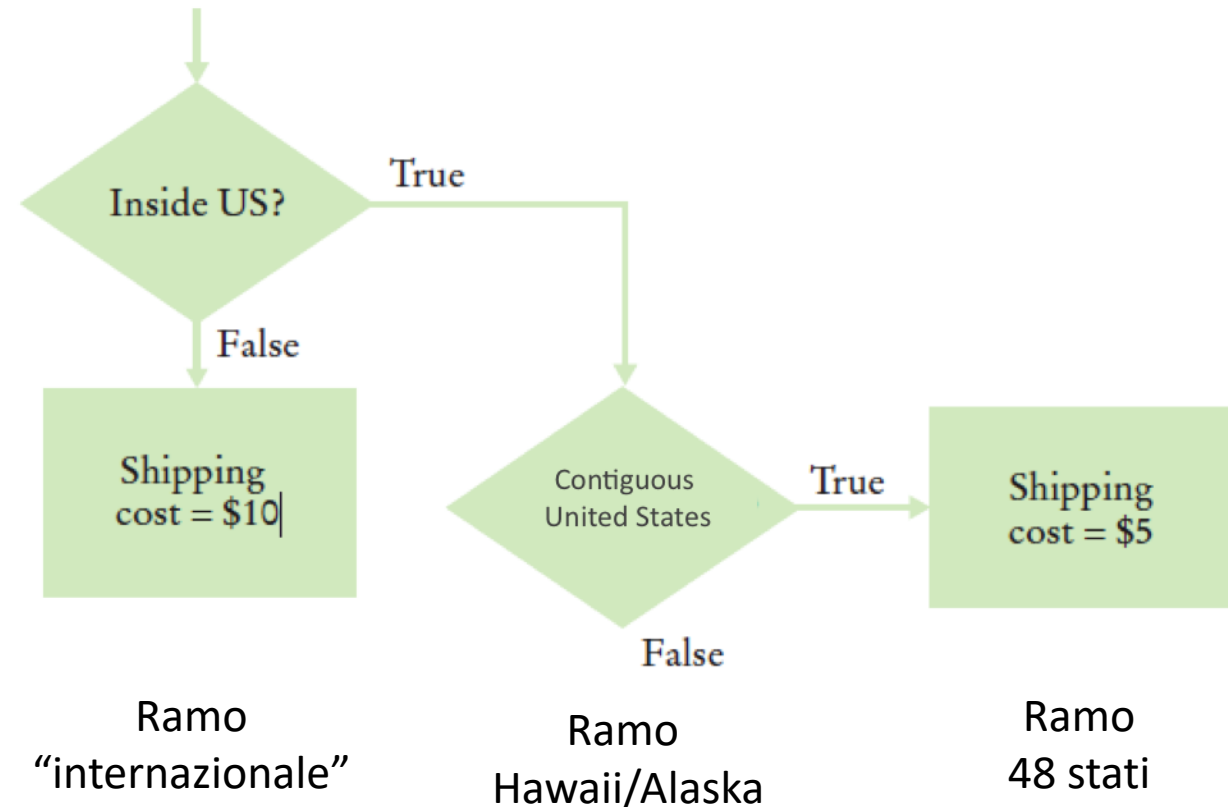 True
Inside US?
False
Shipping
cost = $10
Contiguous
United States
True
Shipping
cost = $5
False
Ramo
“internazionale”
Ramo
Hawaii/Alaska
Ramo
48 stati